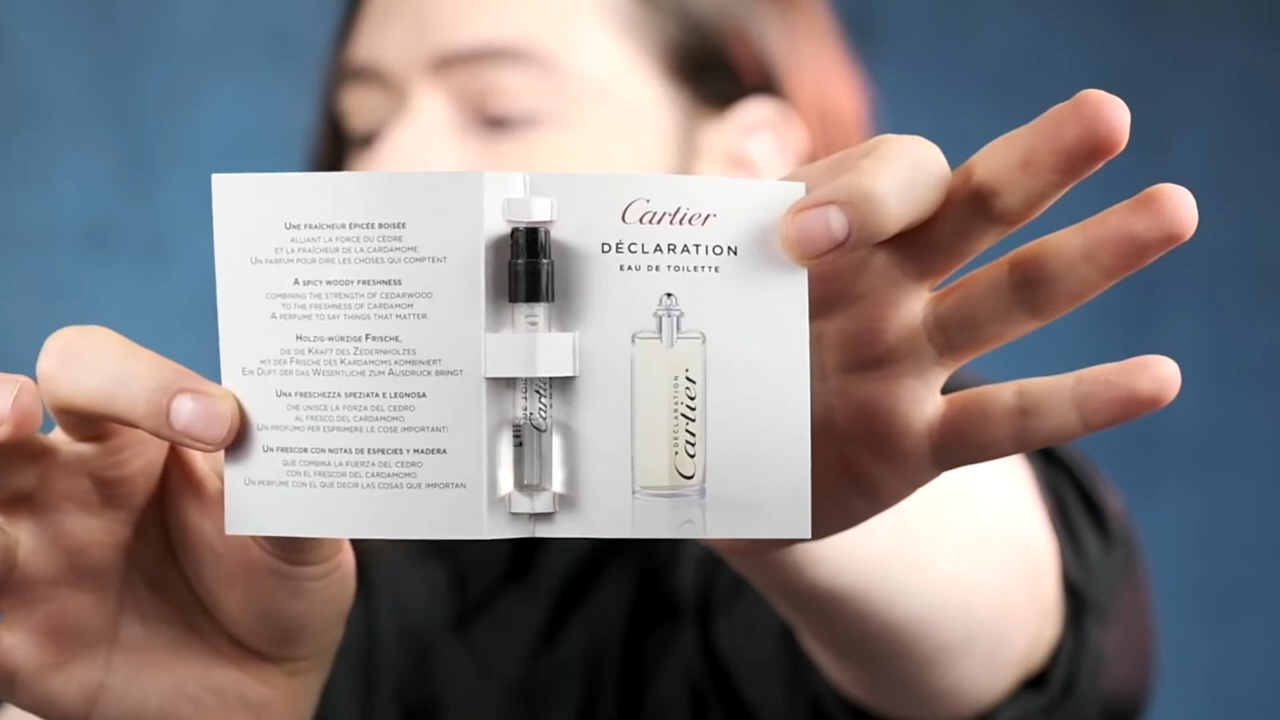 UNE FRAÎCHEUR ÉPICÉE BOISÉE
ALLIANT LA FORCE DU CÈDRE
ET LA FRAÎCHEUR DE LA CARDAMOME.
UN PARFUM POUR DIRE LES CHOSES QUI COMPTENT.
A SPICY WOODY FRESHNESS
COMBINING THE STRENGTH OF CEDARWOOD
TO THE FRESHNESS OF CARDAMOM.
A PERFUME TO SAY THINGS THAT MATTER.
HOLZIG-WÜRZIGE FRISCHE,
DIE DIE KRAFT DES ZEDERNHOLZES
MIT DER FRISCHE DES KARDAMOMS KOMBINIERT.
EIN DUFT, DER DAS WESENTLICHE ZUM AUSDRUCK BRINGT.
UNA FRESCHEZZA SPEZIATA E LEGNOSA
CHE UNISCE LA FORZA DEL CEDRO
AL FRESCO DEL CARDAMOMO.
UN PROFUMO PER ESPRIMERE LE COSE IMPORTANTI.
UN FRESCOR CON NOTAS DE ESPECIES Y MADERA
QUE COMBINA LA FUERZA DEL CEDRO
CON EL FRESCOR DEL CARDAMOMO.
UN PERFUME CON EL QUE DECIR LAS COSAS QUE IMPORTAN.
Cartier
Cartier
DÉCLARATION
EAU DE TOILETTE
DÉCLARATION
Cartier